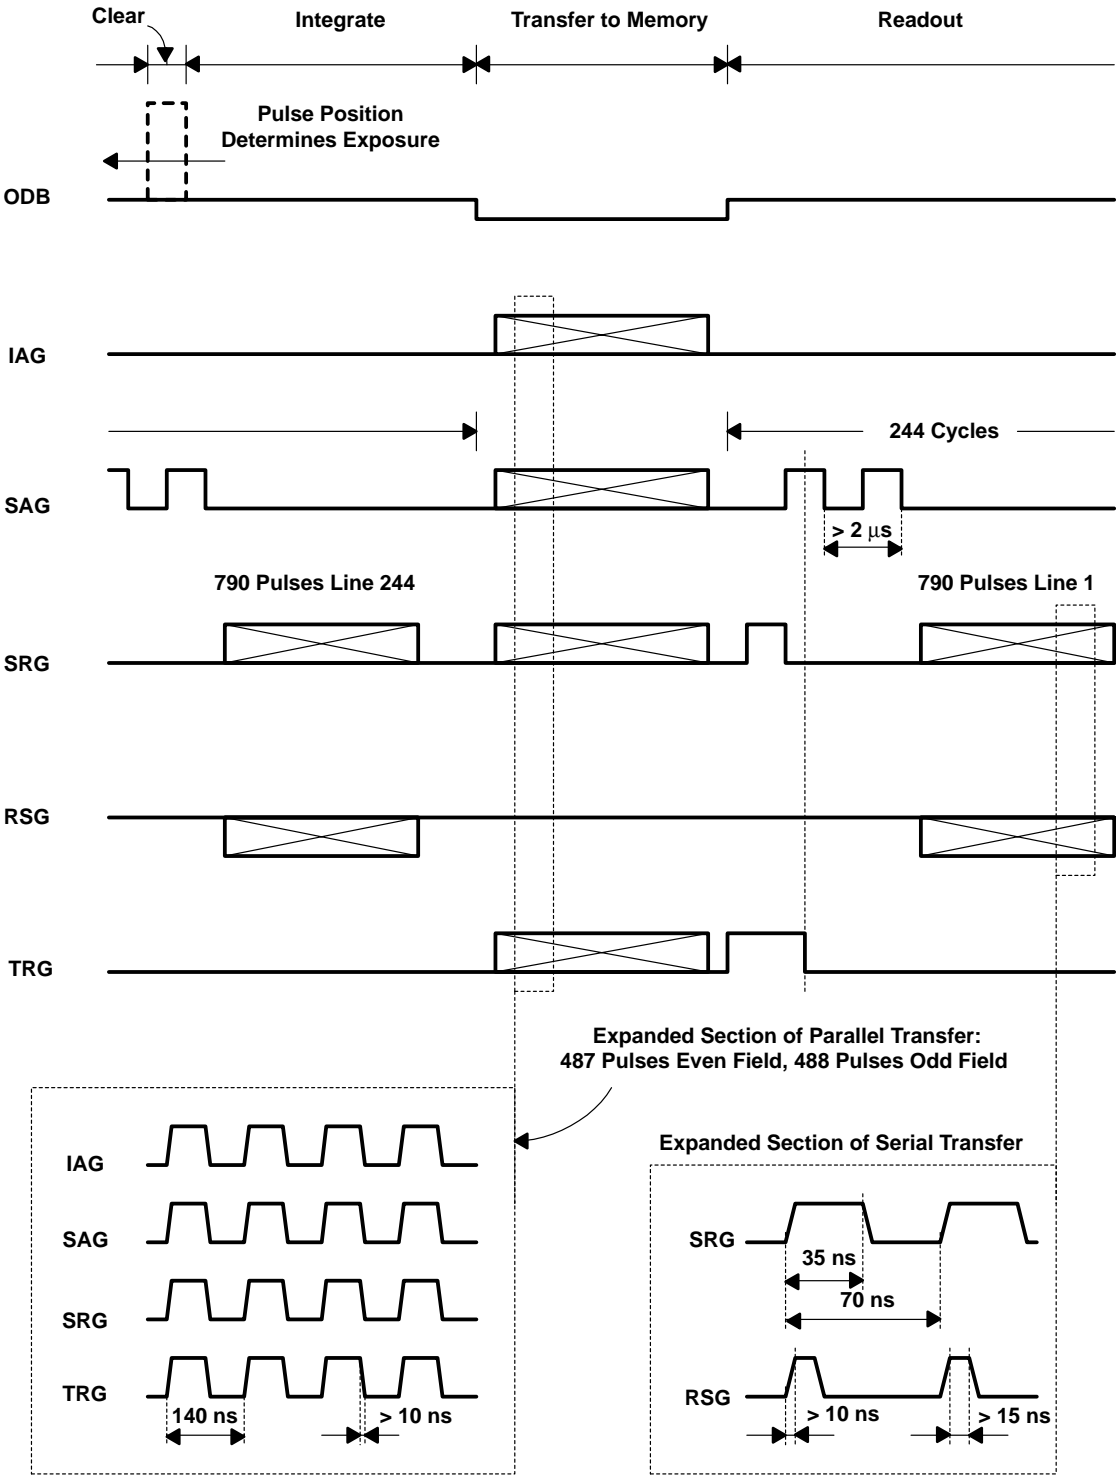 Clear
Integrate
Transfer to Memory
Readout
Pulse Position
Determines Exposure
ODB
IAG
244 Cycles
SAG
> 2 μs
790 Pulses Line 244
790 Pulses Line 1
SRG
RSG
TRG
Expanded Section of Parallel Transfer:
487 Pulses Even Field, 488 Pulses Odd Field
IAG
SAG
SRG
TRG
140 ns
> 10 ns
Expanded Section of Serial Transfer
SRG
35 ns
70 ns
RSG
> 10 ns
> 15 ns